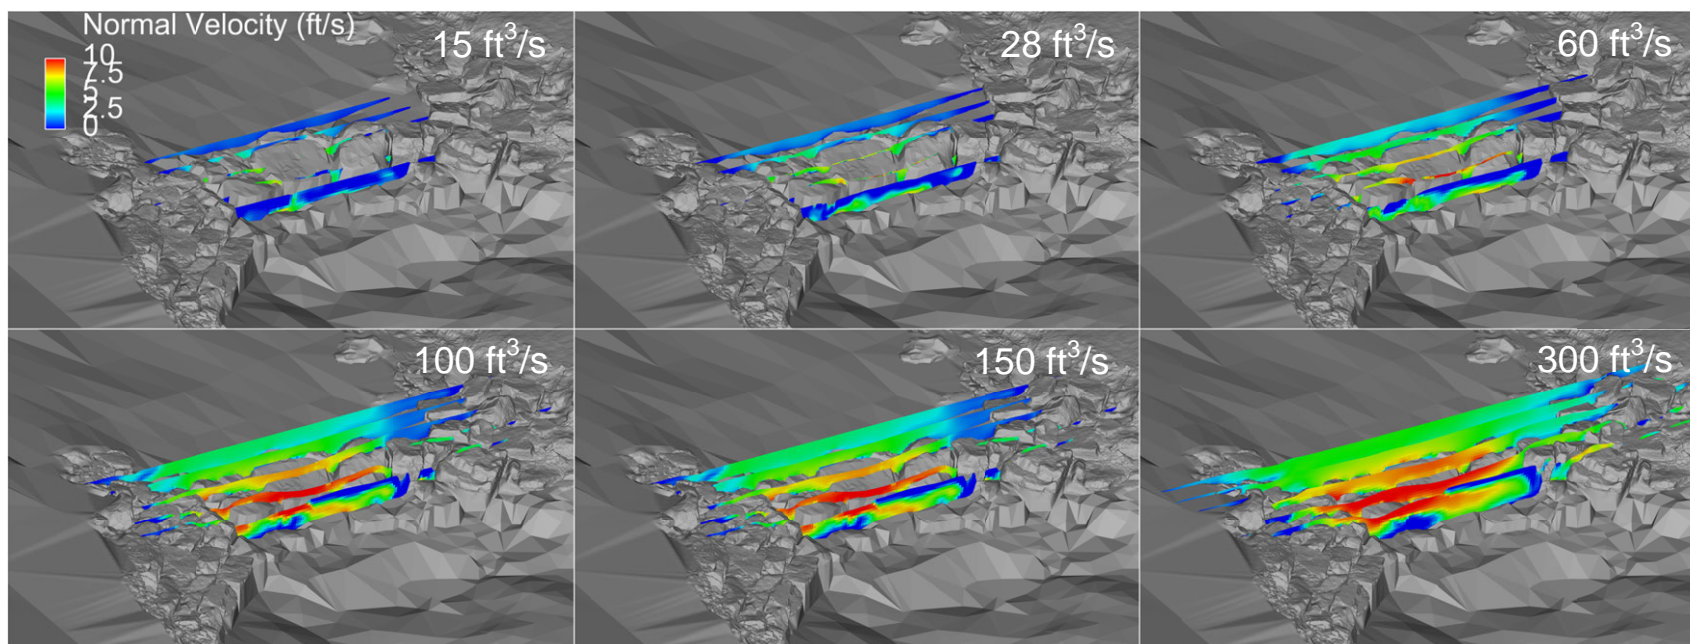 Normal Velocity (ft/s)
10
7.5
5
2.5
0
15 ft³/s
28 ft³/s
60 ft³/s
100 ft³/s
150 ft³/s
300 ft³/s